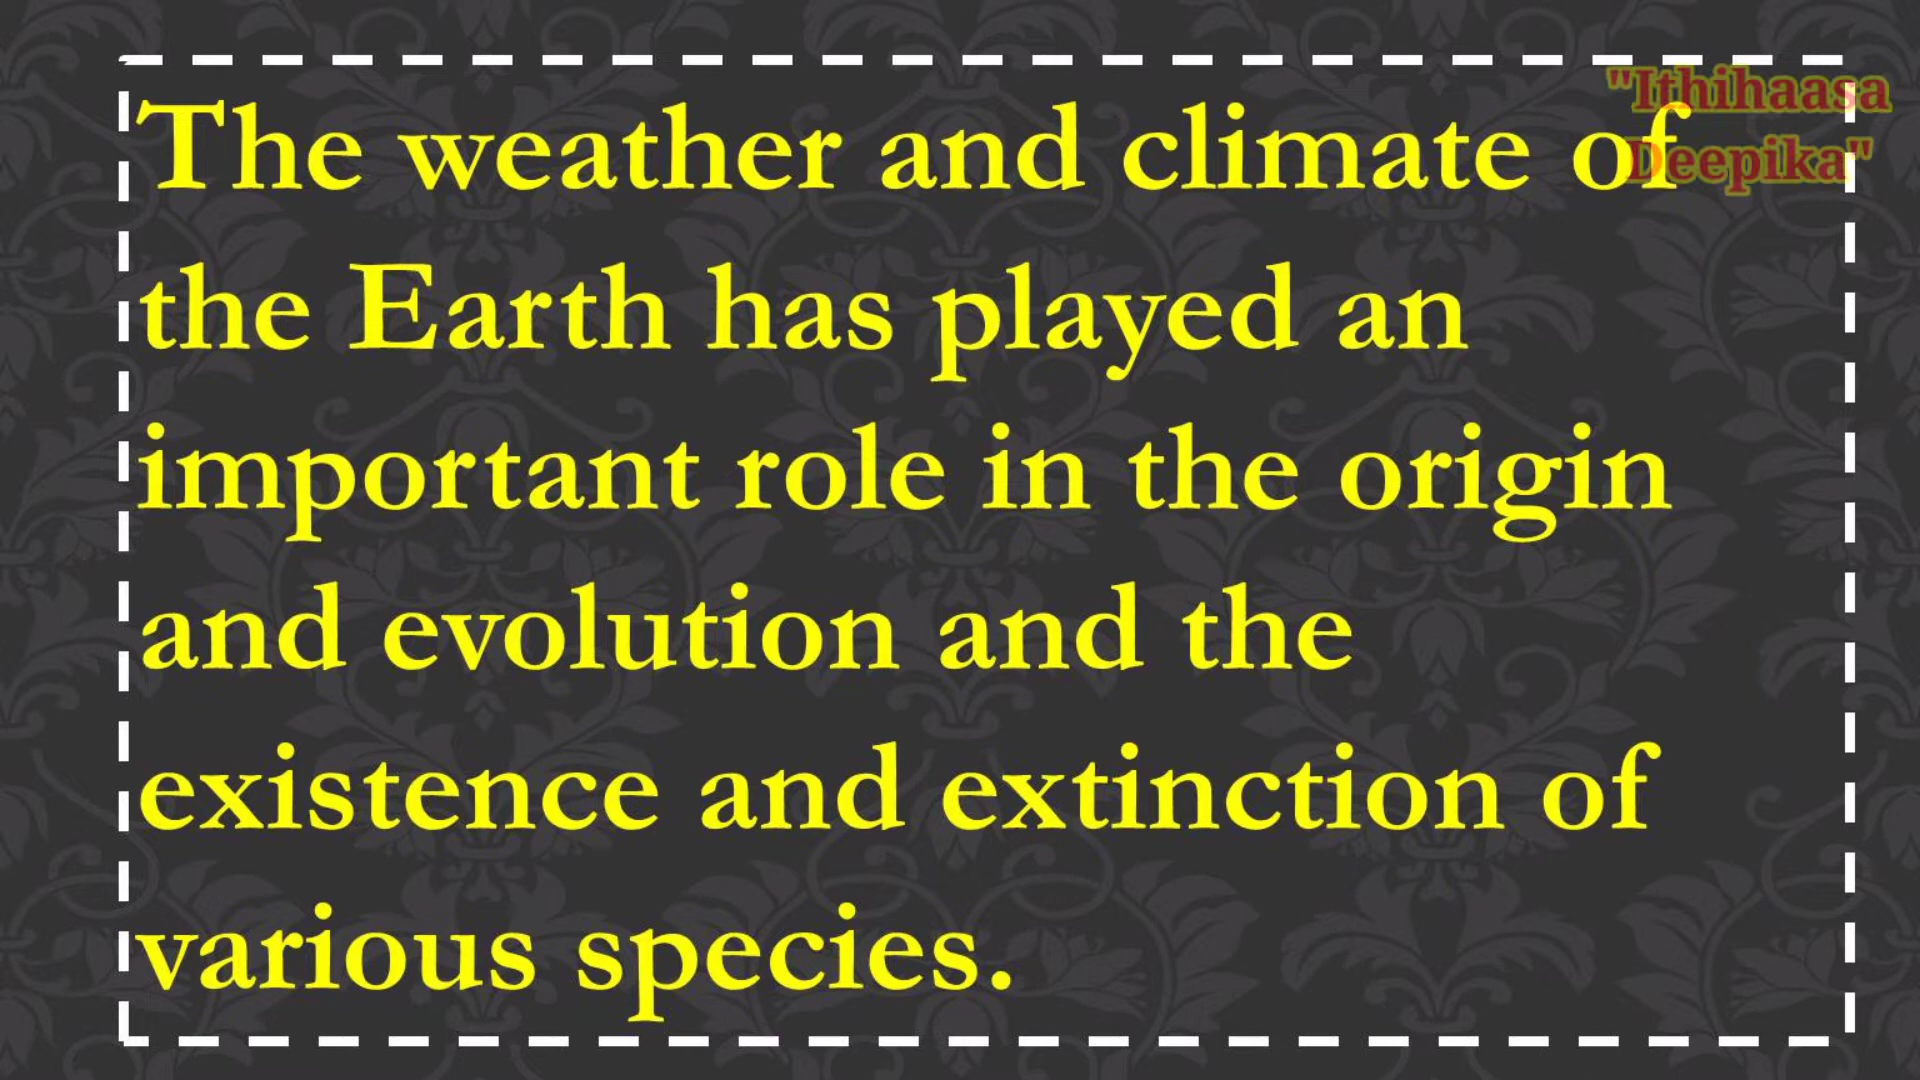 "Ithihaasa
Deepika"
The weather and climate of
the Earth has played an
important role in the origin
and evolution and the
existence and extinction of
various species.